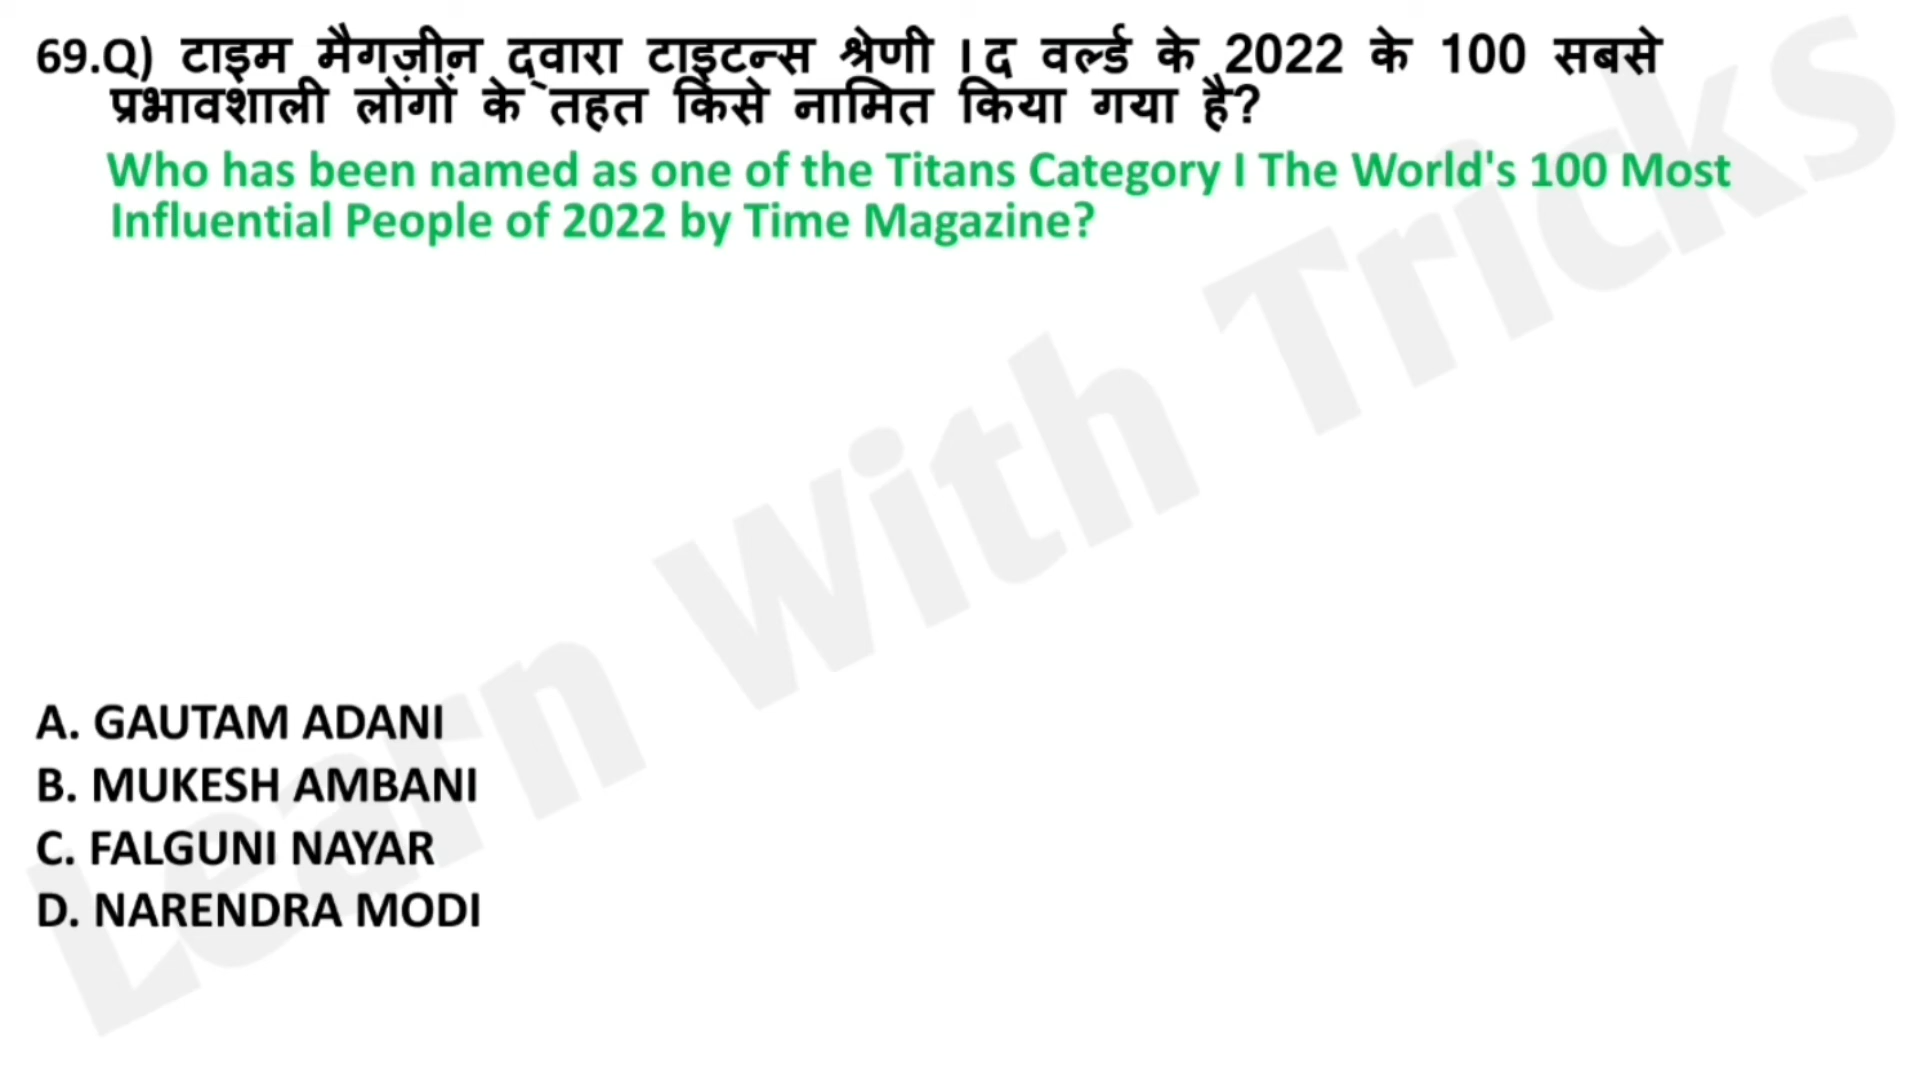 69.Q) टाइम मैगज़ीन द्वारा टाइटन्स श्रेणी । द वर्ल्ड के 2022 के 100 सबसे
प्रभावशाली लोगों के तहत किसे नामित किया गया है?
Who has been named as one of the Titans Category I The World's 100 Most
Influential People of 2022 by Time Magazine?
A. GAUTAM ADANI
B. MUKESH AMBANI
C. FALGUNI NAYAR
D. NARENDRA MODI
Learn With Tricks